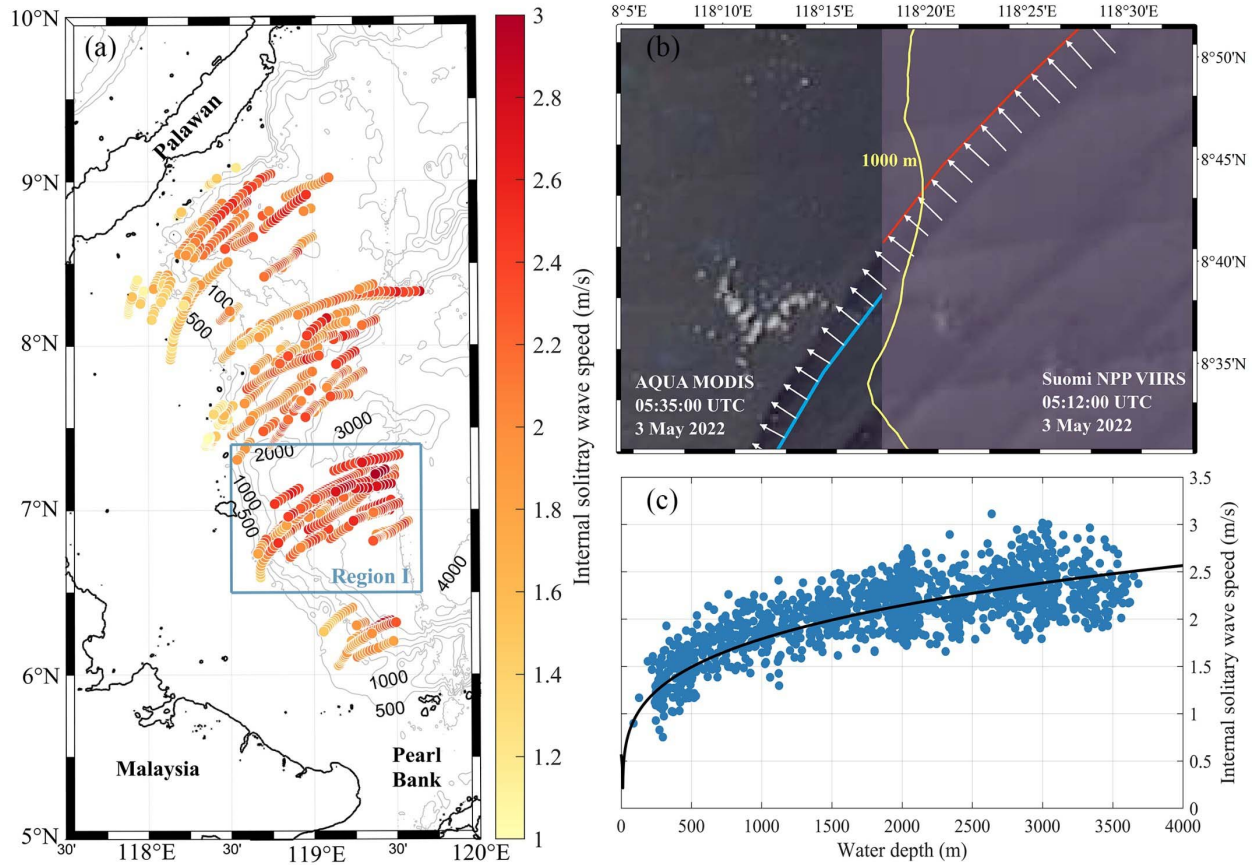 (a)
10°N
9°N
8°N
7°N
6°N
5°N
30'
118°E
30'
119°E
30'
120°E
Palawan
100
500
3000
2000
1000
500
Region I
4000
1000
500
Malaysia
Pearl
Bank
3
2.8
2.6
2.4
2.2
2
1.8
1.6
1.4
1.2
1
Internal solitray wave speed (m/s)
8°5'E
118°10'E
118°15'E
118°20'E
118°25'E
118°30'E
(b)
8°50'N
8°45'N
8°40'N
8°35'N
1000 m
AQUA MODIS
05:35:00 UTC
3 May 2022
Suomi NPP VIIRS
05:12:00 UTC
3 May 2022
(c)
3.5
3
2.5
2
1.5
1
0.5
0
Internal solitary wave speed (m/s)
0
500
1000
1500
2000
2500
3000
3500
4000
Water depth (m)